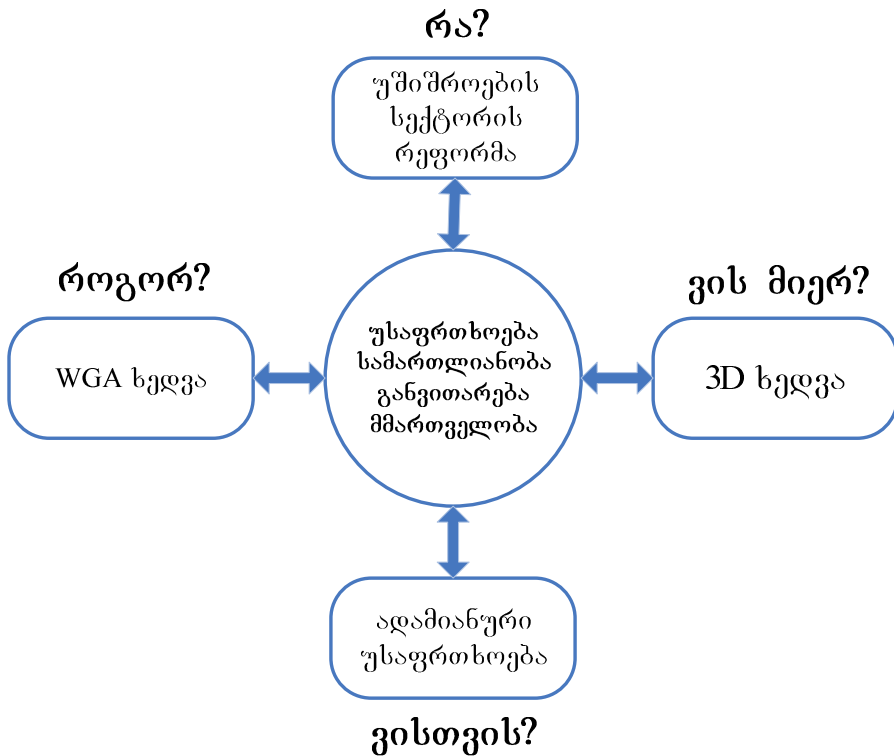 რა?
უშიშროების
სექტორის
რეფორმა
როგორ?
WGA ხედვა
უსაფრთხოება
სამართლიანობა
განვითარება
მმართველობა
ვის მიერ?
3D ხედვა
ადამიანური
უსაფრთხოება
ვისთვის?